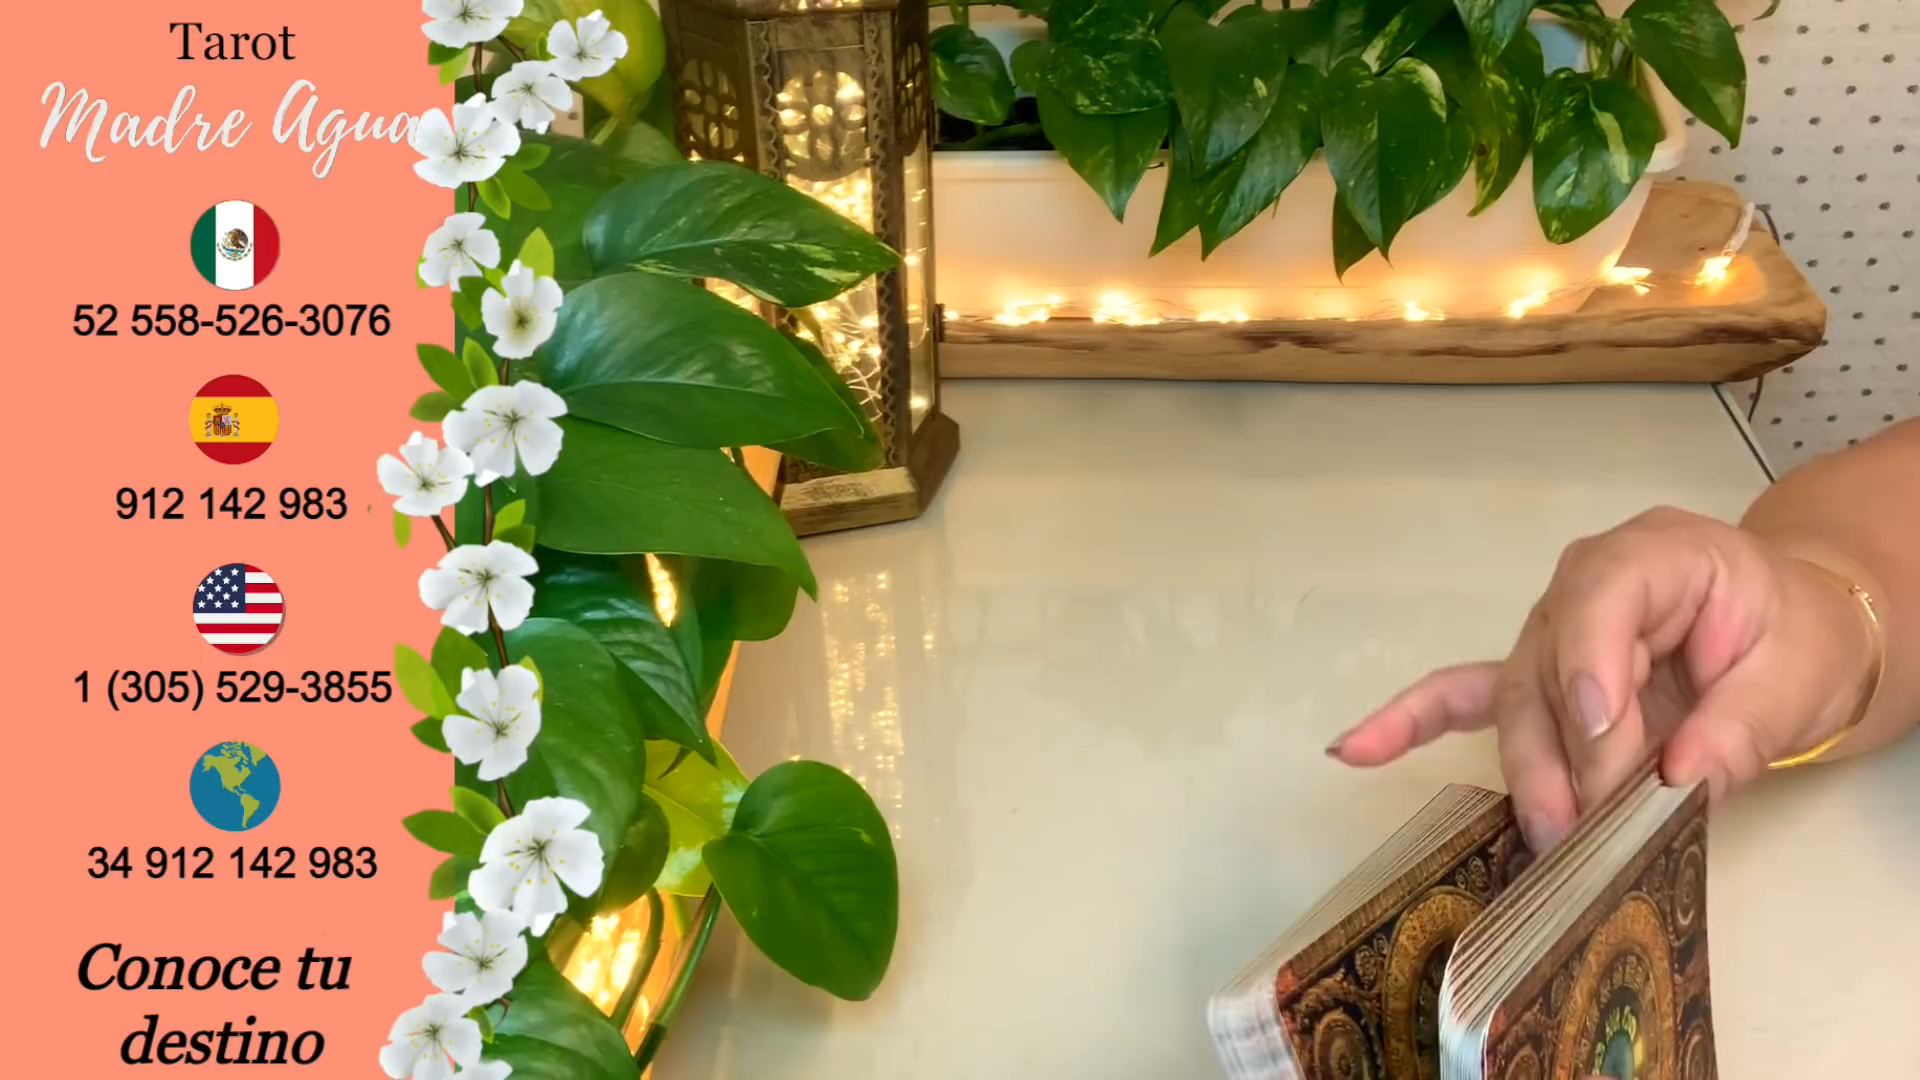 Tarot
Madre Agua
52 558-526-3076
912 142 983
1 (305) 529-3855
34 912 142 983
Conoce tu
destino